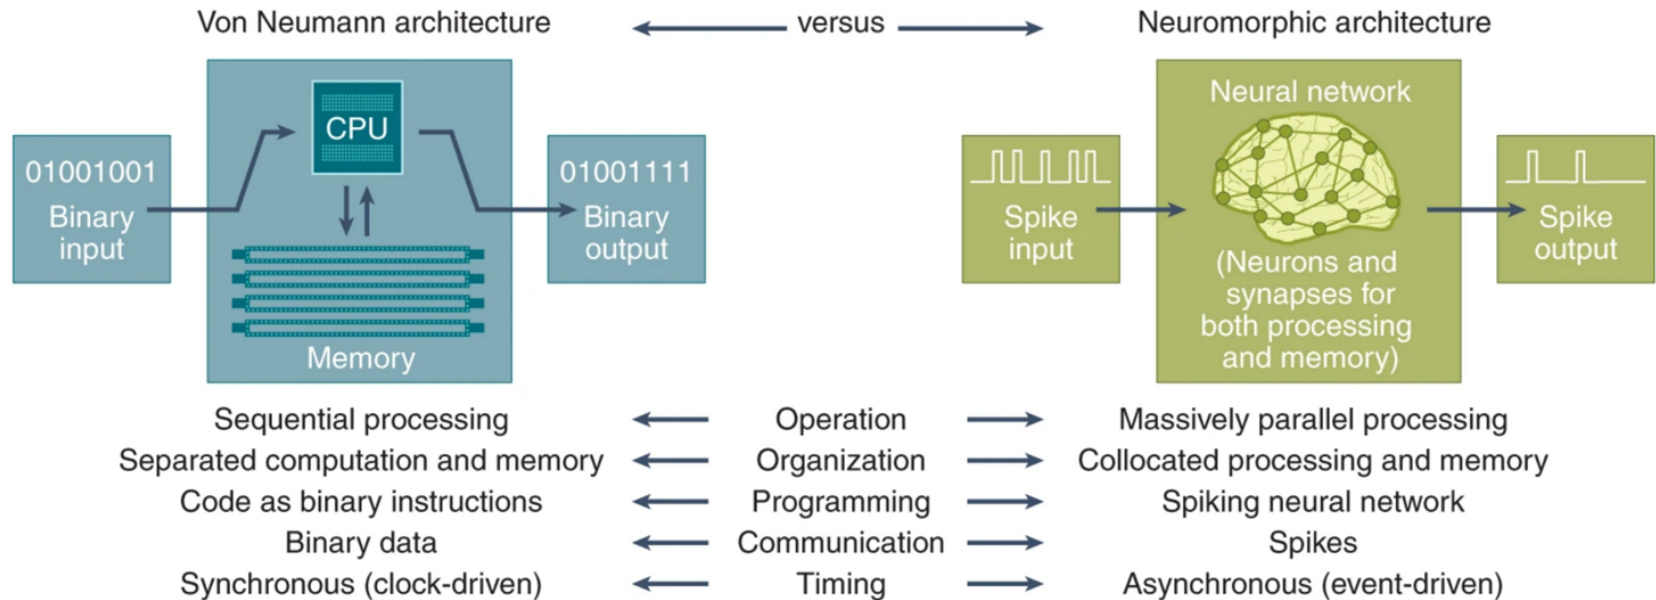 Von Neumann architecture versus Neuromorphic architecture
CPU
01001001
Binary
input
Memory
01001111
Binary
output
Spike
input
Neural network
(Neurons and
synapses for
both processing
and memory)
Spike
output
Sequential processing Operation Massively parallel processing
Separated computation and memory Organization Collocated processing and memory
Code as binary instructions Programming Spiking neural network
Binary data Communication Spikes
Synchronous (clock-driven) Timing Asynchronous (event-driven)